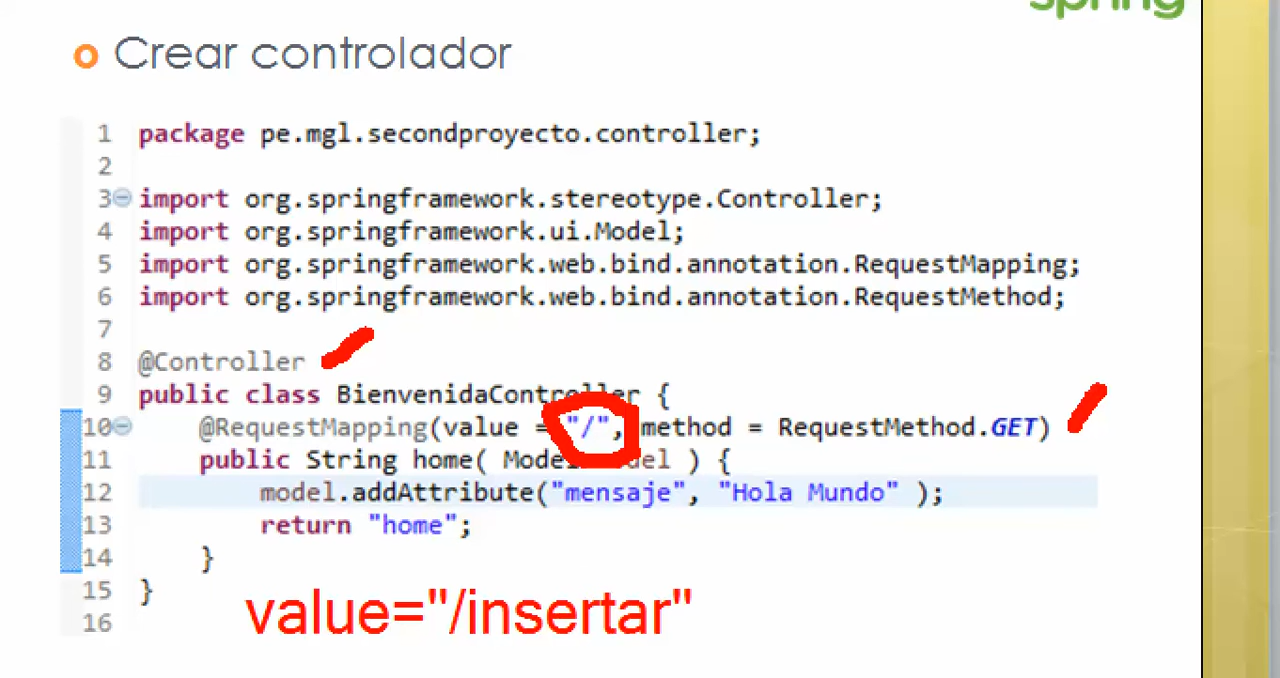 spring
Crear controlador
1 package pe.mgl.secondproyecto.controller;
2
3 import org.springframework.stereotype.Controller;
4 import org.springframework.ui.Model;
5 import org.springframework.web.bind.annotation.RequestMapping;
6 import org.springframework.web.bind.annotation.RequestMethod;
7
8 @Controller
9 public class BienvenidaController {
10 @RequestMapping(value = "/", method = RequestMethod.GET)
11 public String home( Model model ) {
12 model.addAttribute("mensaje", "Hola Mundo" );
13 return "home";
14 }
15 }
16
value="/insertar"